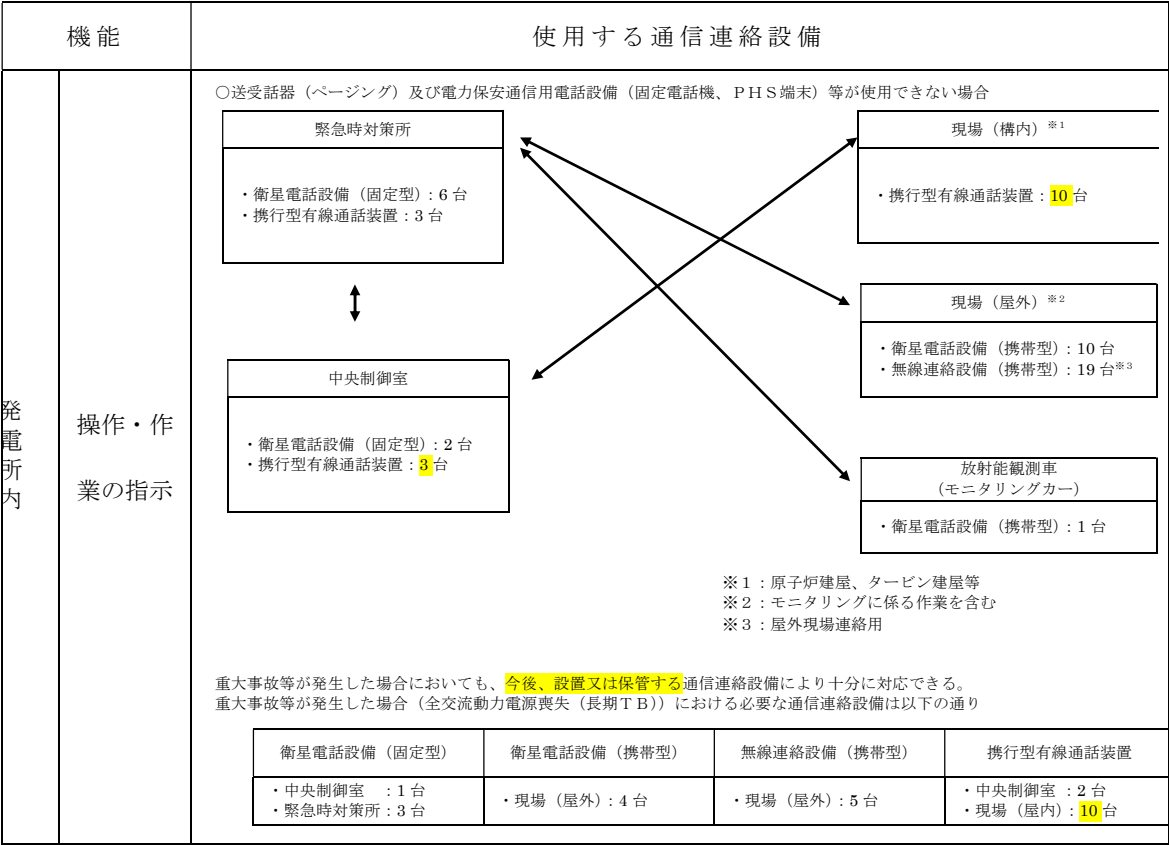 機能
使用する通信連絡設備
発電所内
操作・作
業の指示
○送受話器（ページング）及び電力保安通信用電話設備（固定電話機、ＰＨＳ端末）等が使用できない場合
緊急時対策所
・衛星電話設備（固定型）：6 台
・携行型有線通話装置：3 台
現場（構内）※1
・携行型有線通話装置：10 台
現場（屋外）※2
・衛星電話設備（携帯型）：10 台
・無線連絡設備（携帯型）：19 台※3
中央制御室
・衛星電話設備（固定型）：2 台
・携行型有線通話装置：3 台
放射能観測車
（モニタリングカー）
・衛星電話設備（携帯型）：1 台
※１：原子炉建屋、タービン建屋等
※２：モニタリングに係る作業を含む
※３：屋外現場連絡用
重大事故等が発生した場合においても、今後、設置又は保管する通信連絡設備により十分に対応できる。
重大事故等が発生した場合（全交流動力電源喪失（長期ＴＢ））における必要な通信連絡設備は以下の通り
衛星電話設備（固定型）
衛星電話設備（携帯型）
無線連絡設備（携帯型）
携行型有線通話装置
・中央制御室　：1 台
・緊急時対策所：3 台
・現場（屋外）：4 台
・現場（屋外）：5 台
・中央制御室 ：2 台
・現場（屋内）：10 台